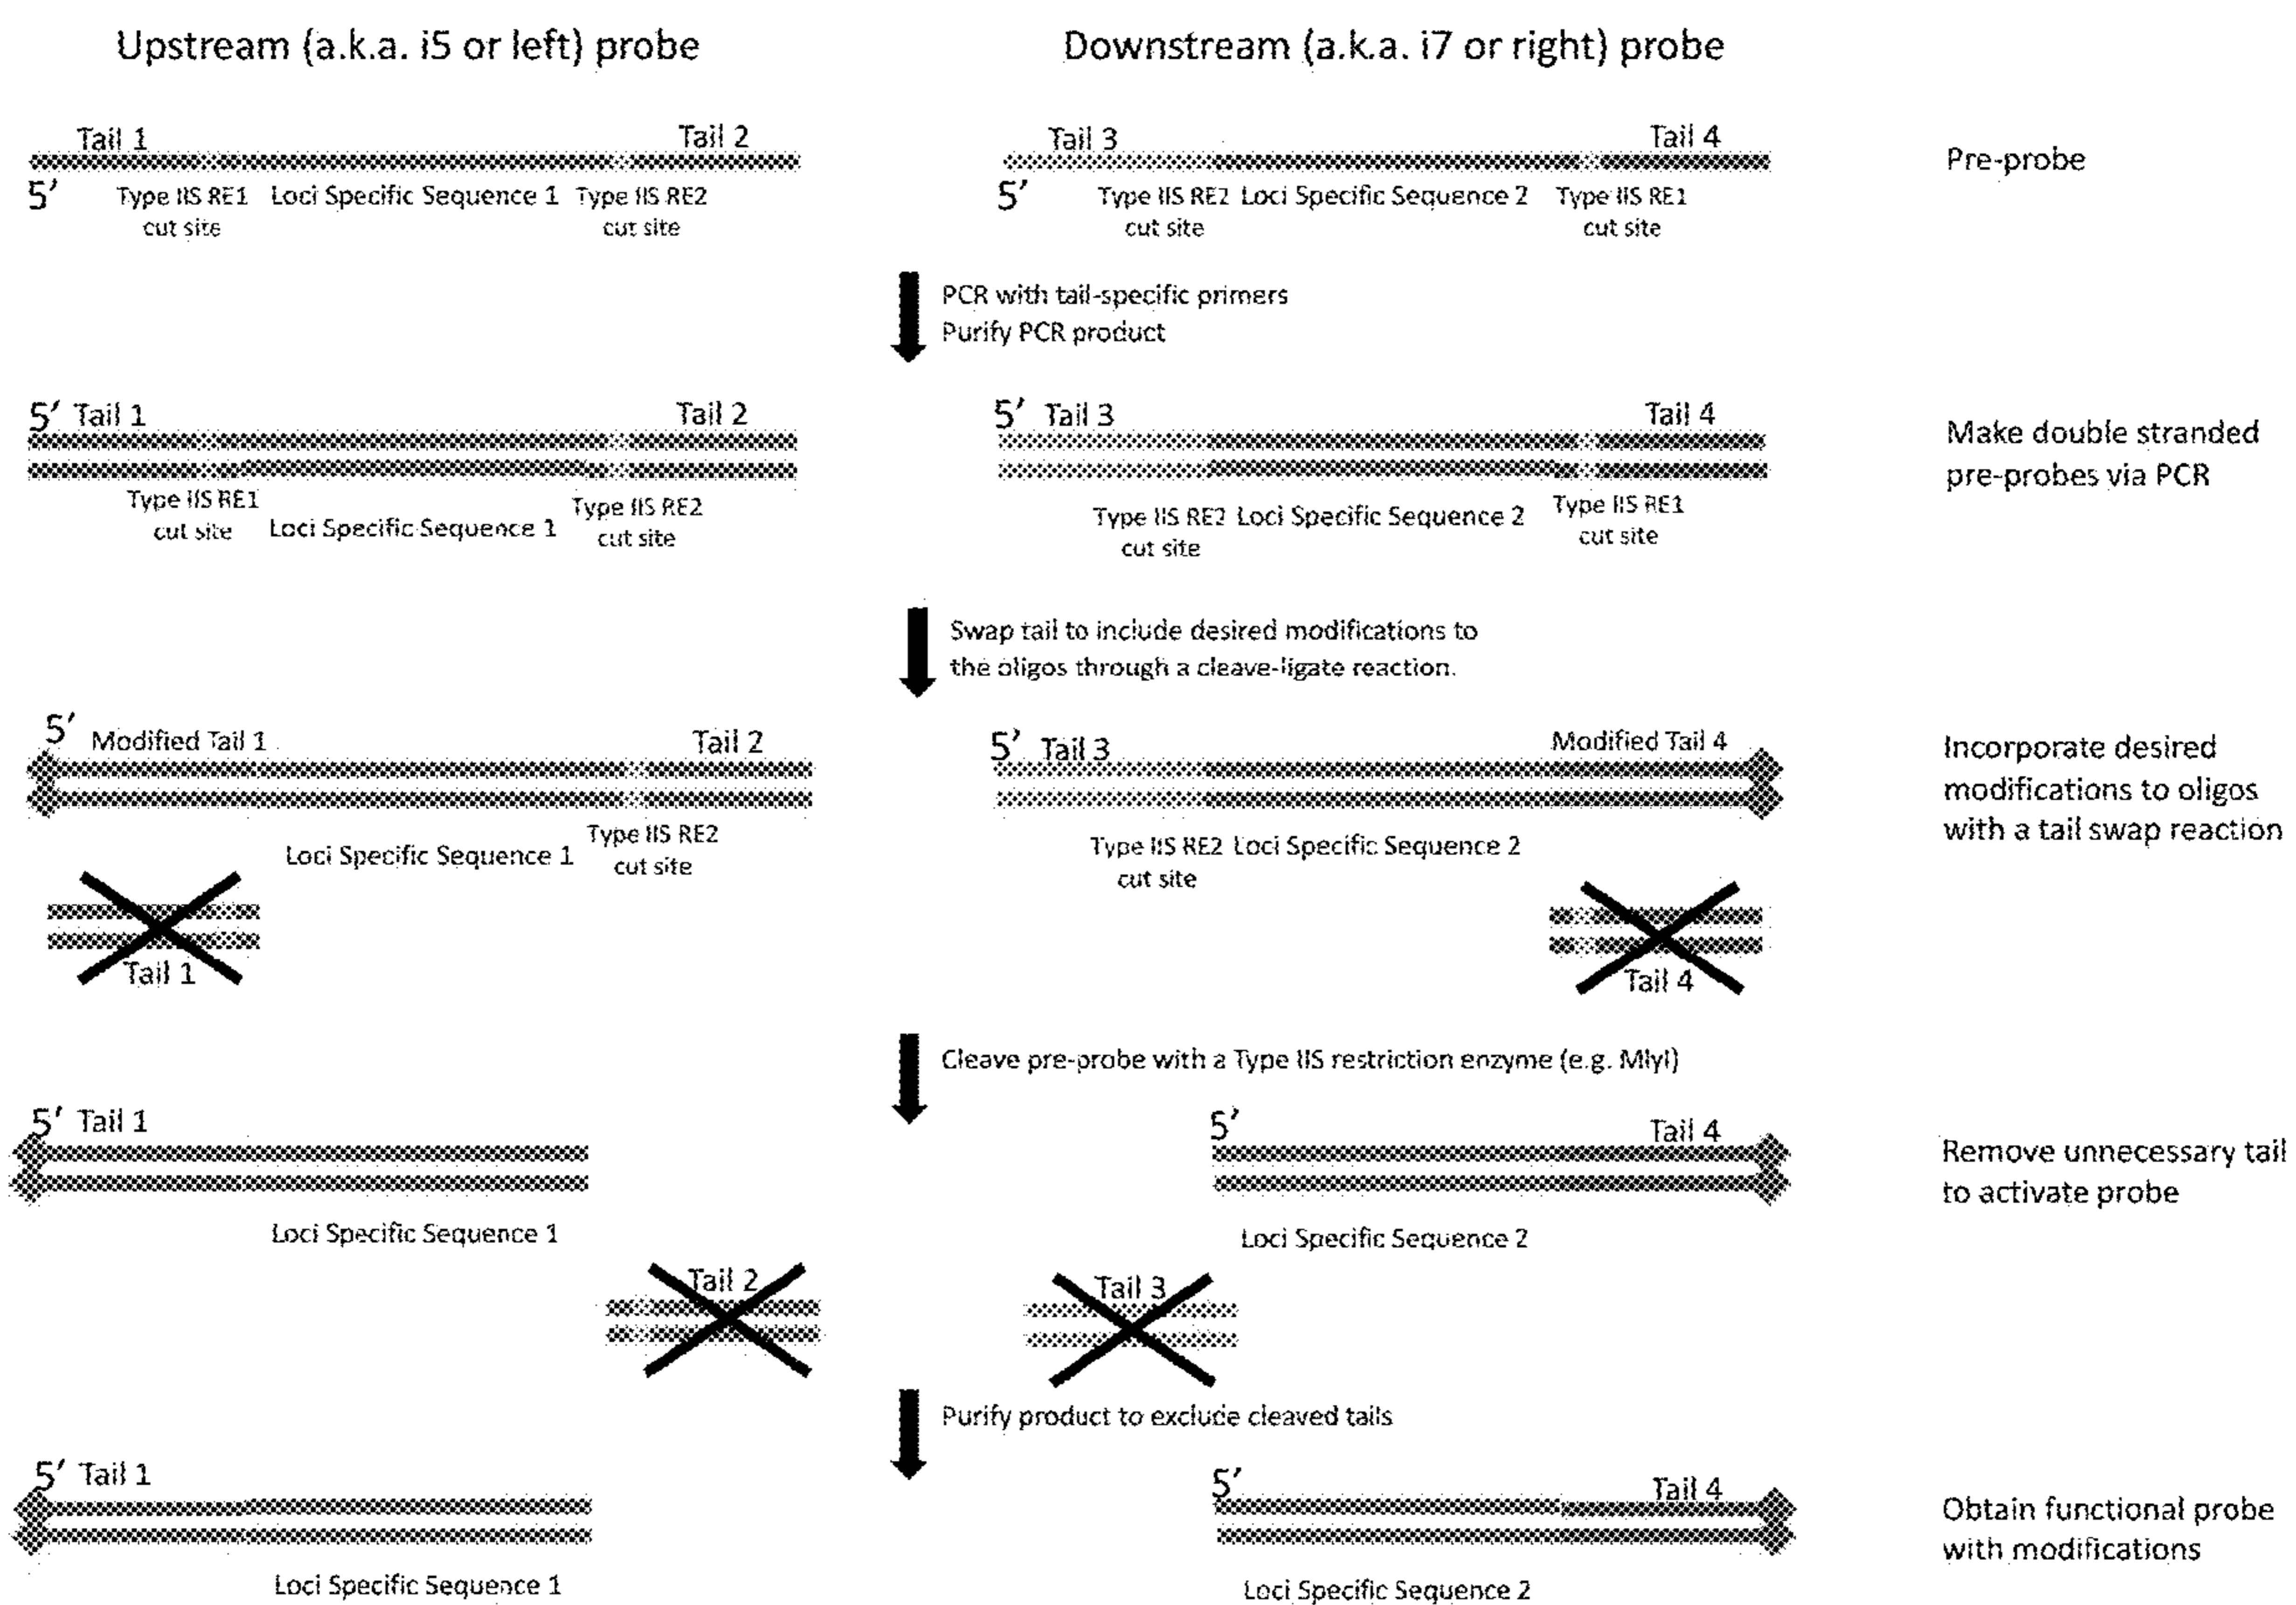 Upstream (a.k.a. i5 or left) probe
Downstream (a.k.a. i7 or right) probe
Tail 1
Tail 2
Tail 3
Tail 4
5′
Type IIS RE1
cut site
Loci Specific Sequence 1
Type IIS RE2
cut site
5′
Type IIS RE2
cut site
Loci Specific Sequence 2
Type IIS RE1
cut site
Pre-probe
PCR with tail-specific primers
Purify PCR product
5′ Tail 1
Tail 2
5′ Tail 3
Tail 4
Type IIS RE1
cut site
Loci Specific Sequence 1
Type IIS RE2
cut site
Type IIS RE2
cut site
Loci Specific Sequence 2
Type IIS RE1
cut site
Make double stranded
pre-probes via PCR
Swap tail to include desired modifications to
the oligos through a cleave-ligate reaction.
5′ Modified Tail 1
Tail 2
5′ Tail 3
Modified Tail 4
Loci Specific Sequence 1
Type IIS RE2
cut site
Type IIS RE2
cut site
Loci Specific Sequence 2
Incorporate desired
modifications to oligos
with a tail swap reaction
Tail 1
Tail 4
Cleave pre-probe with a Type IIS restriction enzyme (e.g. MlyI)
5′ Tail 1
5′
Tail 4
Loci Specific Sequence 1
Loci Specific Sequence 2
Remove unnecessary tail
to activate probe
Tail 2
Tail 3
Purify product to exclude cleaved tails
5′ Tail 1
5′
Tail 4
Loci Specific Sequence 1
Loci Specific Sequence 2
Obtain functional probe
with modifications